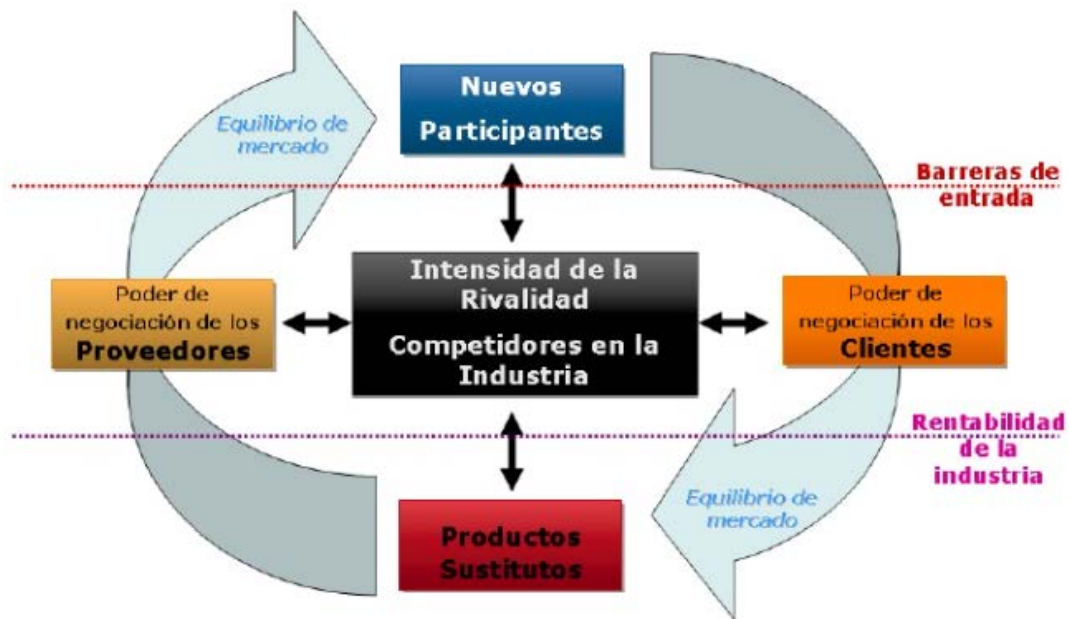 Nuevos
Participantes
Equilibrio de
mercado
Barreras de
entrada
Intensidad de la
Rivalidad
Competidores en la
Industria
Poder de
negociación de los
Proveedores
Poder de
negociación de los
Clientes
Rentabilidad
de la
industria
Equilibrio de
mercado
Productos
Sustitutos